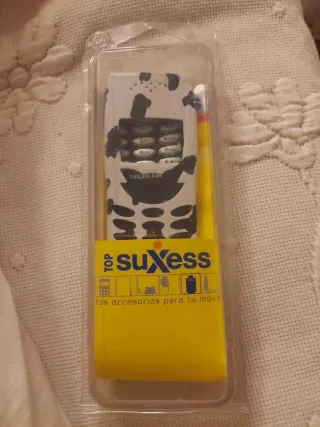 NOKIA
TOP
suXess
los accesorios para tu móvil